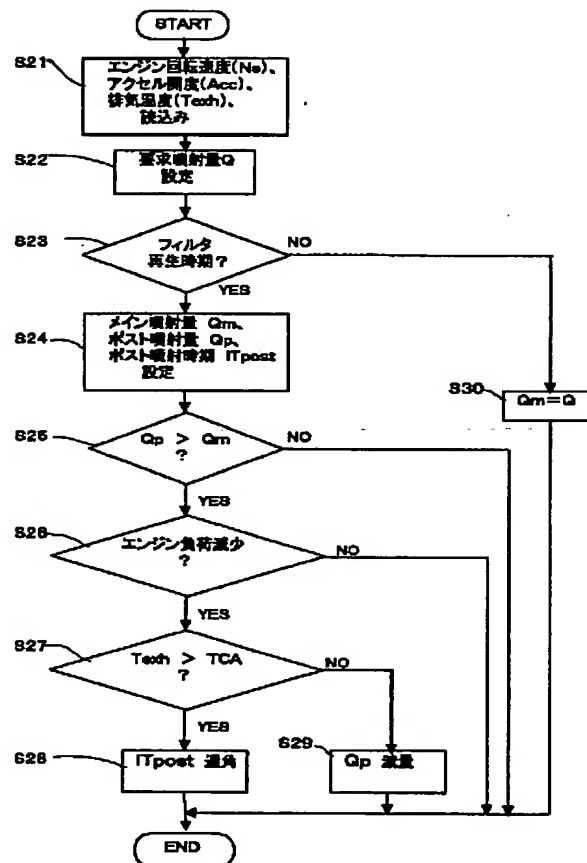 START
S21
エンジン回転速度(Ne)、
アクセル開度(Acc)、
排気温度(Texh)、
読込み
S22
要求噴射量Q
設定
S23
フィルタ
再生時期?
NO
YES
S24
メイン噴射量 Qm、
ポスト噴射量 Qp、
ポスト噴射時期 ITpost
設定
S30
Qm=Q
S25
Qp > Qm
?
NO
YES
S26
エンジン負荷減少
?
NO
YES
S27
Texh > TCA
?
NO
YES
S28
ITpost 遅角
S29
Qp 減量
END